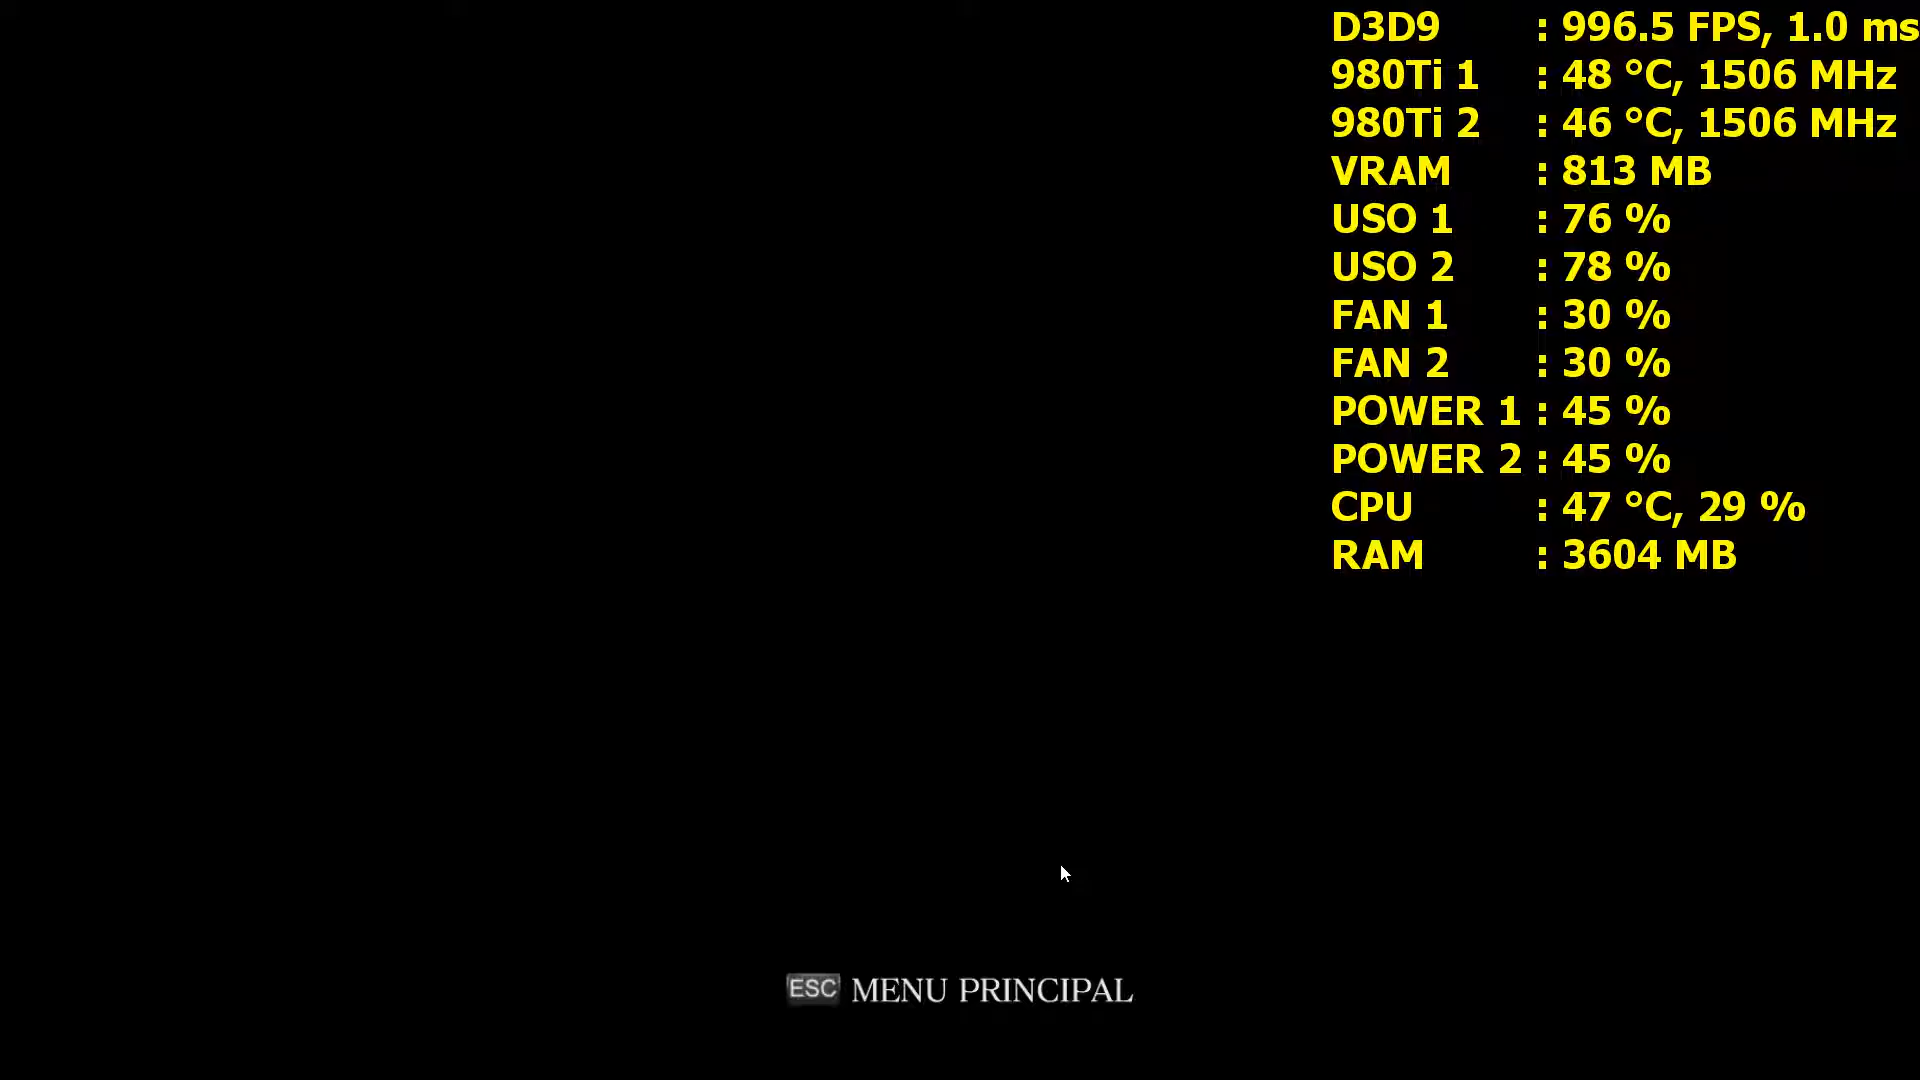 D3D9 : 996.5 FPS, 1.0 ms
980Ti 1 : 48 °C, 1506 MHz
980Ti 2 : 46 °C, 1506 MHz
VRAM : 813 MB
USO 1 : 76 %
USO 2 : 78 %
FAN 1 : 30 %
FAN 2 : 30 %
POWER 1 : 45 %
POWER 2 : 45 %
CPU : 47 °C, 29 %
RAM : 3604 MB
ESC MENU PRINCIPAL